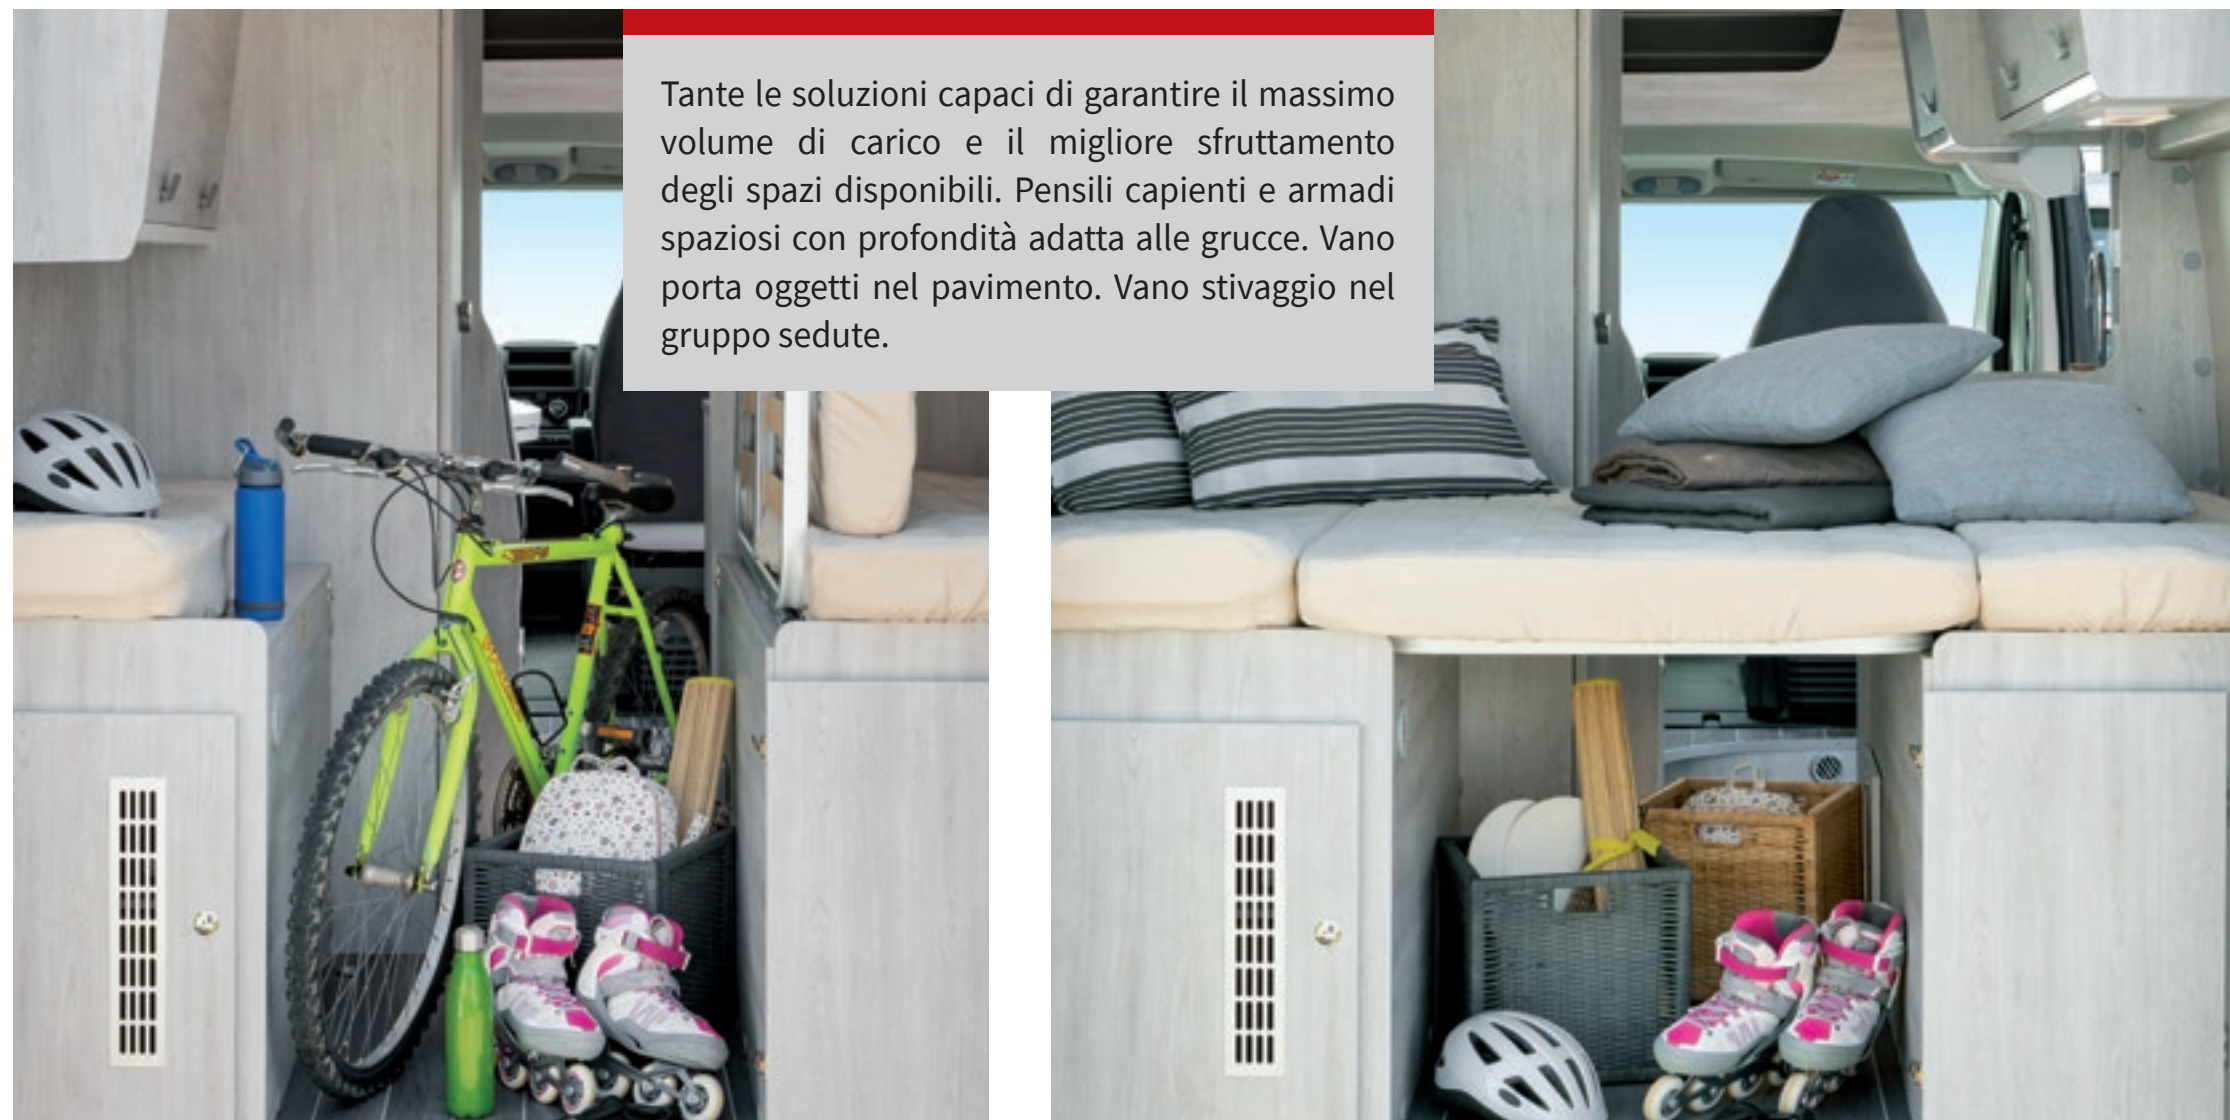 Tante le soluzioni capaci di garantire il massimo
volume di carico e il migliore sfruttamento
degli spazi disponibili. Pensili capienti e armadi
spaziosi con profondità adatta alle grucce. Vano
porta oggetti nel pavimento. Vano stivaggio nel
gruppo sedute.